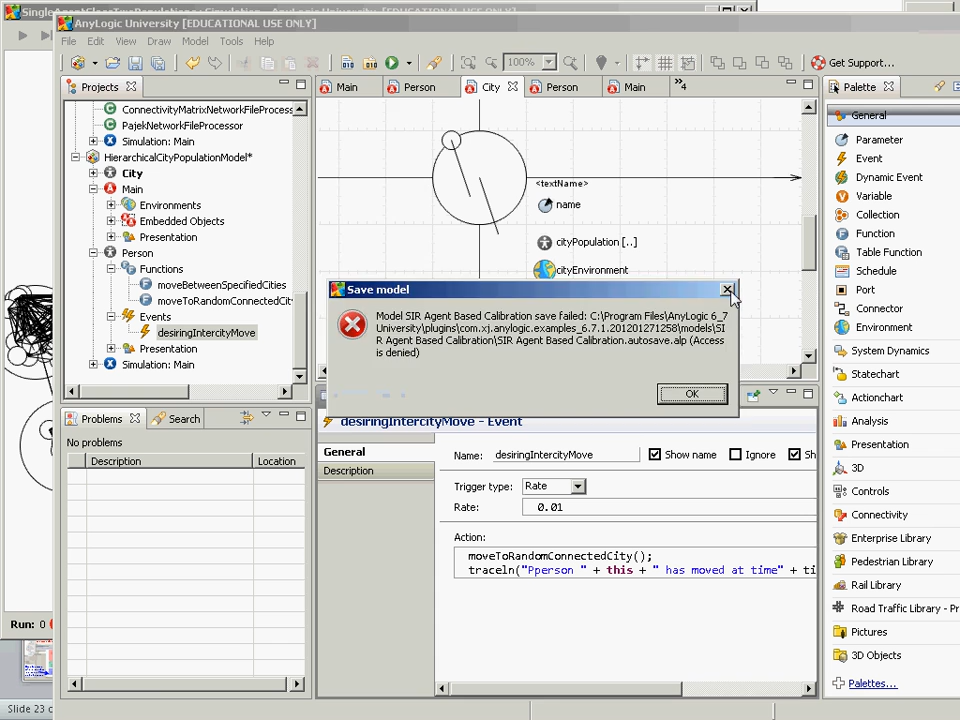 AnyLogic University [EDUCATIONAL USE ONLY]
File Edit View Draw Model Tools Help
100%
Get Support...
Projects
Main
Person
City
Person
Main
4
Palette
ConnectivityMatrixNetworkFileProcess
PajekNetworkFileProcessor
Simulation: Main
HierarchicalCityPopulationModel*
City
Main
Environments
Embedded Objects
Presentation
Person
Functions
moveBetweenSpecifiedCities
moveToRandomConnectedCit
Events
desiringIntercityMove
Presentation
Simulation: Main
<textName>
name
cityPopulation [..]
cityEnvironment
Save model
Model SIR Agent Based Calibration save failed: C:\Program Files\AnyLogic 6_7
University\plugins\com.xj.anylogic.examples_6.7.1.201201271258\models\SI
R Agent Based Calibration\SIR Agent Based Calibration.autosave.alp (Access
is denied)
OK
Problems
Search
No problems
Description
Location
desiringIntercityMove - Event
General
Description
Name: desiringIntercityMove
Show name
Ignore
Sh
Trigger type: Rate
Rate: 0.01
Action:
moveToRandomConnectedCity();
traceln("Pperson " + this + " has moved at time" + ti
General
Parameter
Event
Dynamic Event
Variable
Collection
Function
Table Function
Schedule
Port
Connector
Environment
System Dynamics
Statechart
Actionchart
Analysis
Presentation
3D
Controls
Connectivity
Enterprise Library
Pedestrian Library
Rail Library
Road Traffic Library - Pr
Pictures
3D Objects
Palettes...
Run: 0
Slide 23 c